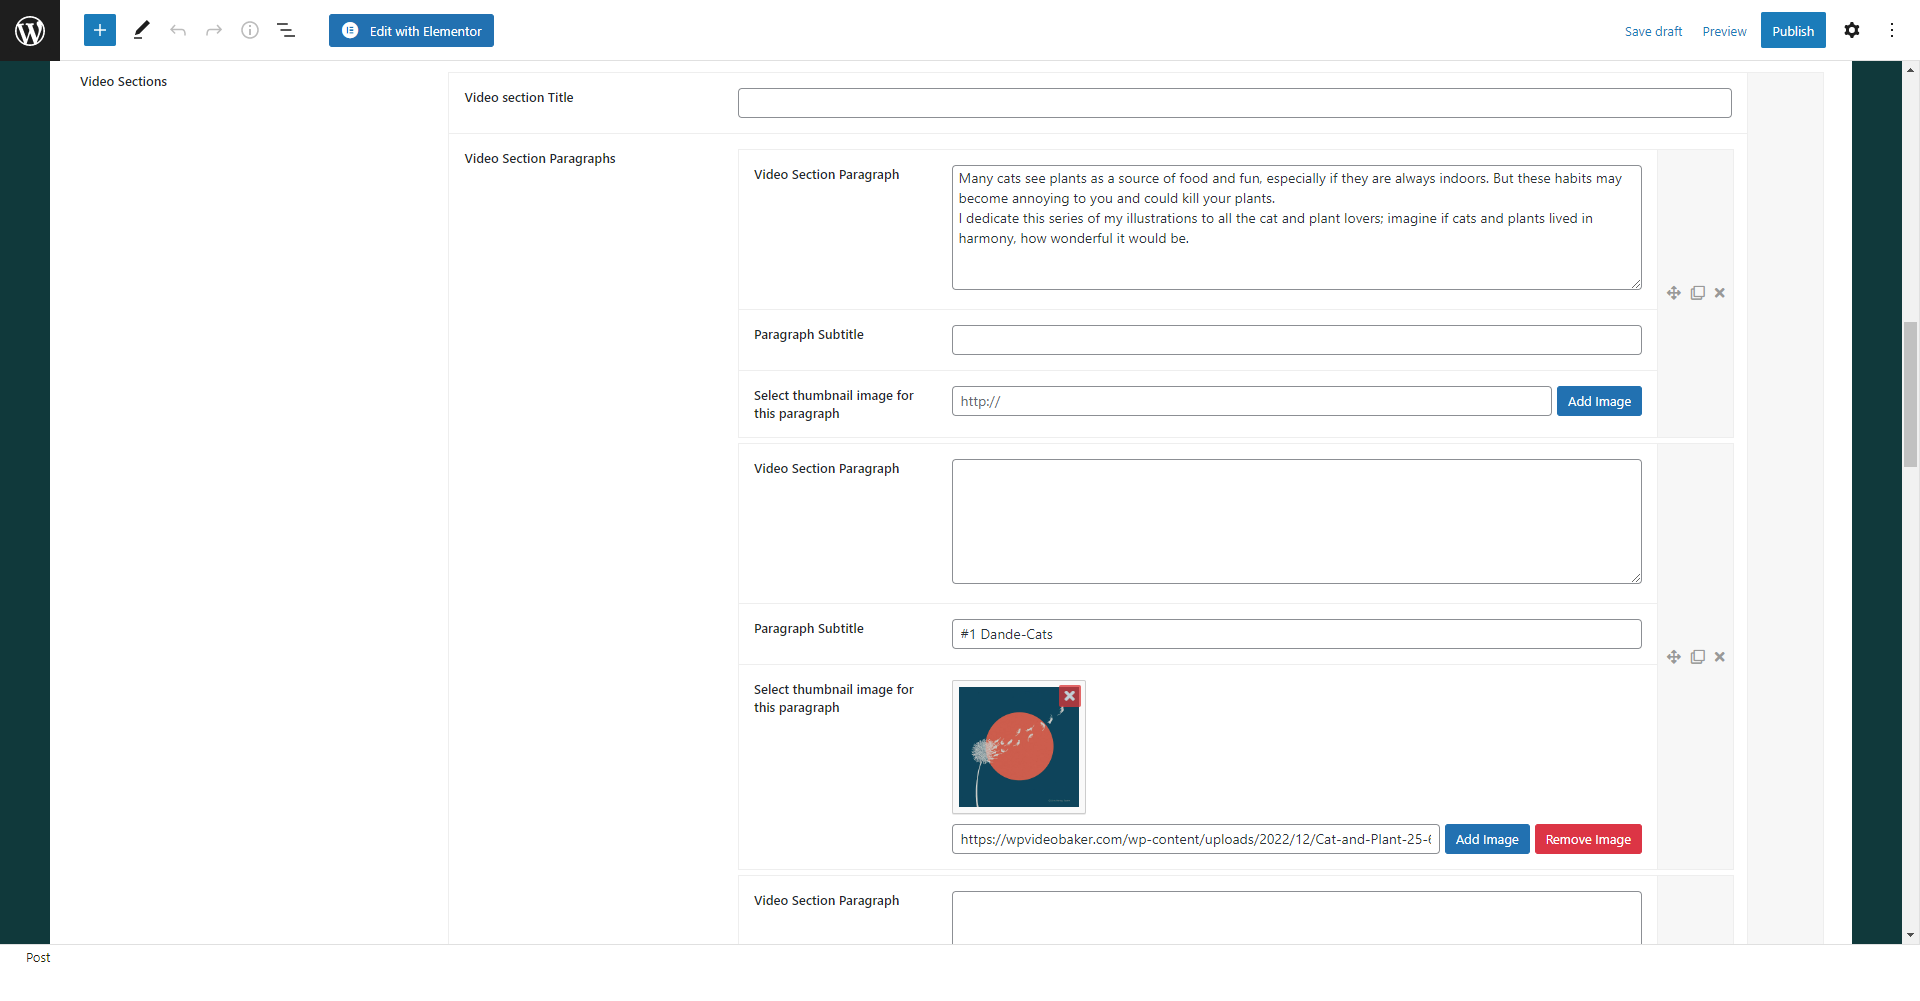 Edit with Elementor
Save draft
Preview
Publish
Video Sections
Video section Title
Video Section Paragraphs
Video Section Paragraph
Many cats see plants as a source of food and fun, especially if they are always indoors. But these habits may
become annoying to you and could kill your plants.
I dedicate this series of my illustrations to all the cat and plant lovers; imagine if cats and plants lived in
harmony, how wonderful it would be.
Paragraph Subtitle
Select thumbnail image for
this paragraph
http://
Add Image
Video Section Paragraph
Paragraph Subtitle
#1 Dande-Cats
Select thumbnail image for
this paragraph
https://wpvideobaker.com/wp-content/uploads/2022/12/Cat-and-Plant-25-
Add Image
Remove Image
Video Section Paragraph
Post